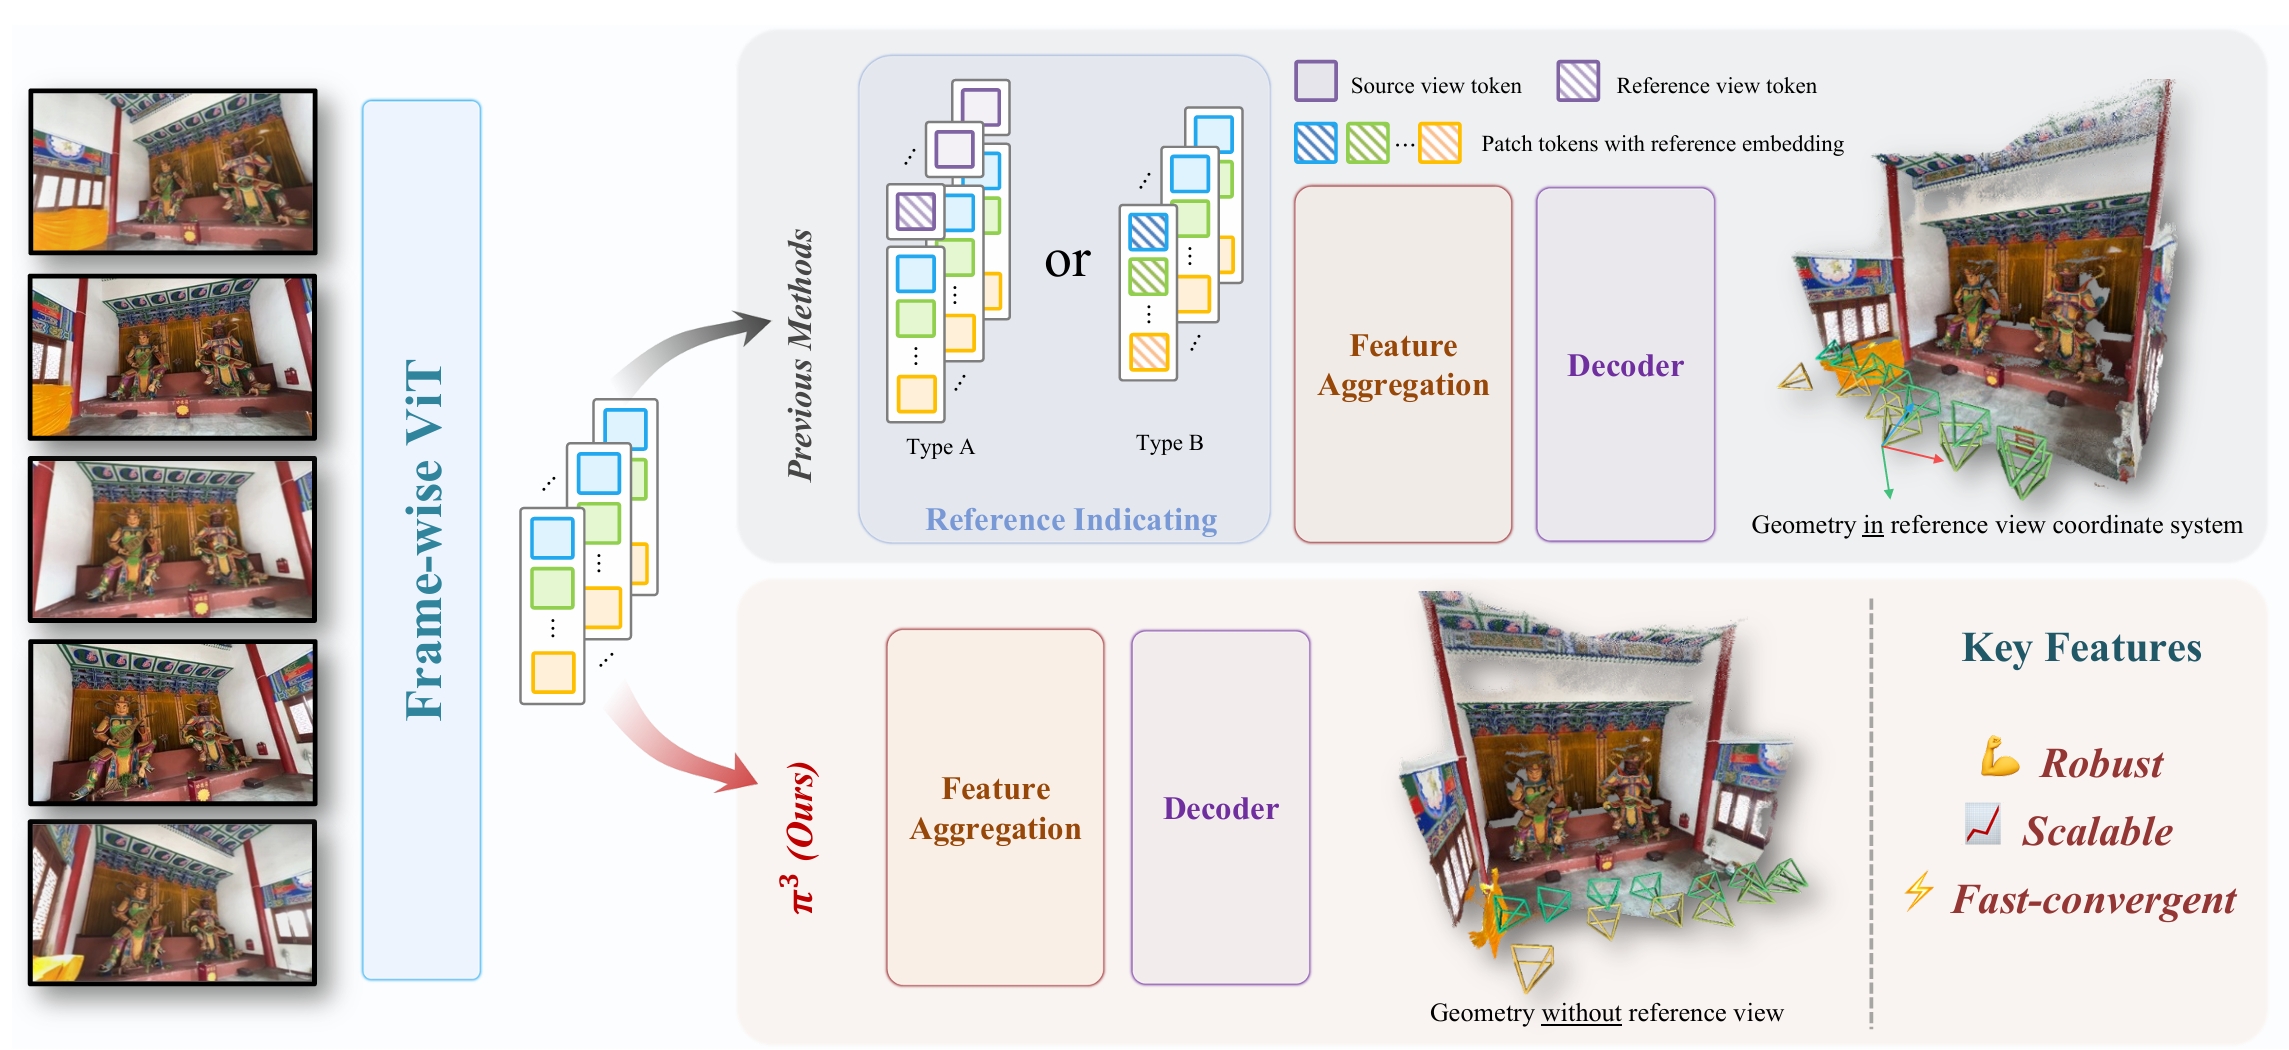 Frame-wise ViT
Previous Methods
Type A
or
Type B
Reference Indicating
Source view token
Reference view token
... Patch tokens with reference embedding
Feature
Aggregation
Decoder
Geometry in reference view coordinate system
π³ (Ours)
Feature
Aggregation
Decoder
Geometry without reference view
Key Features
Robust
Scalable
Fast-convergent